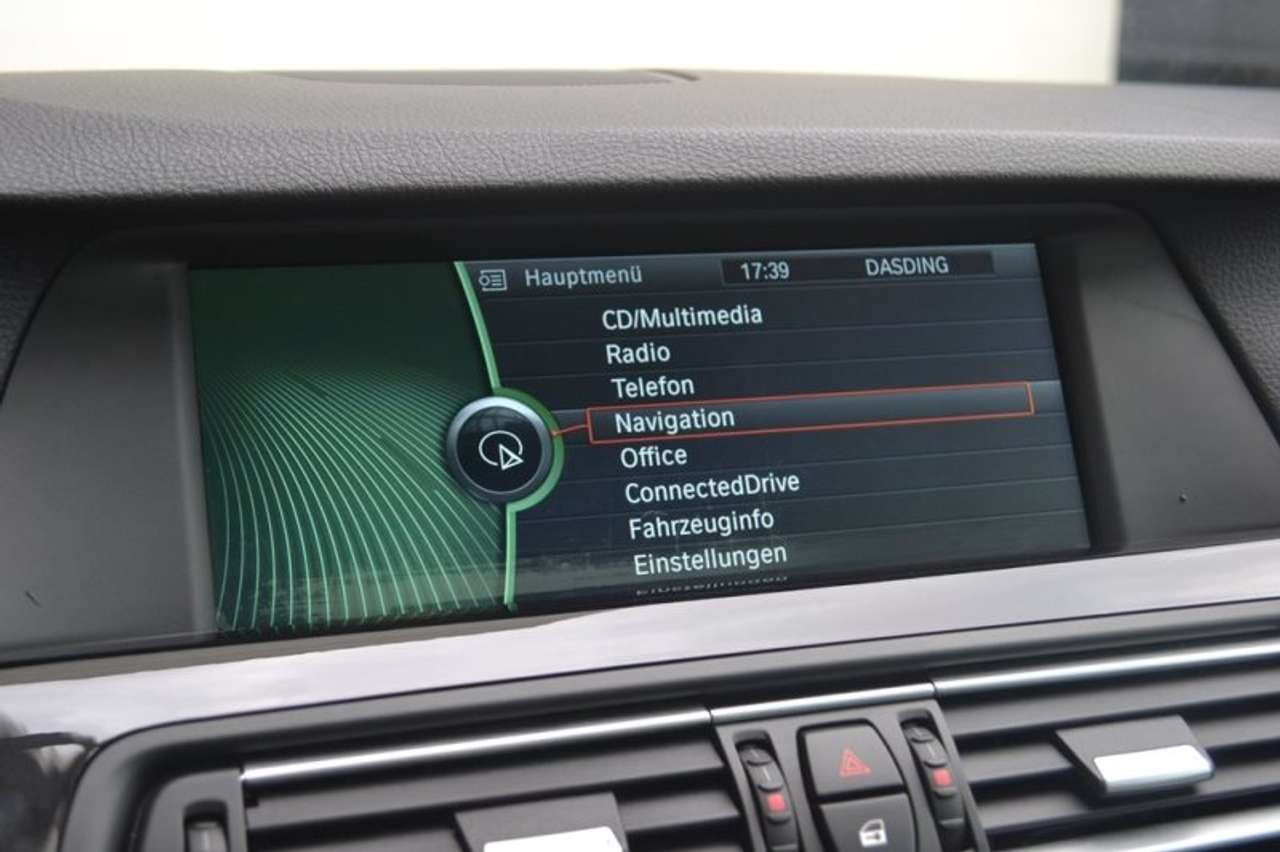 Hauptmenü 17:39 DASDING
CD/Multimedia
Radio
Telefon
Navigation
Office
ConnectedDrive
Fahrzeuginfo
Einstellungen